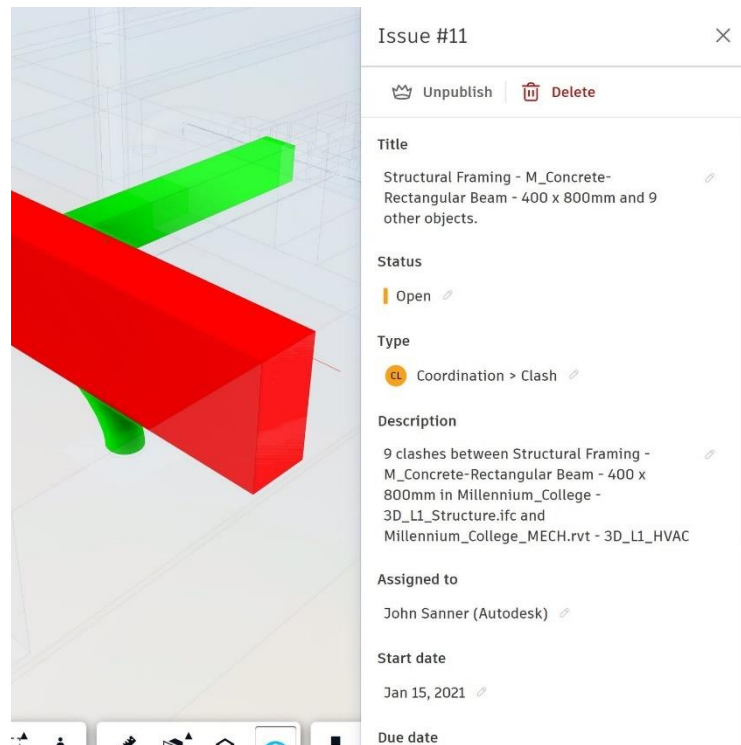 Issue #11
Unpublish
Delete
Title
Structural Framing - M_Concrete-
Rectangular Beam - 400 x 800mm and 9
other objects.
Status
Open
Type
CL Coordination > Clash
Description
9 clashes between Structural Framing -
M_Concrete-Rectangular Beam - 400 x
800mm in Millennium_College -
3D_L1_Structure.ifc and
Millennium_College_MECH.rvt - 3D_L1_HVAC
Assigned to
John Sanner (Autodesk)
Start date
Jan 15, 2021
Due date